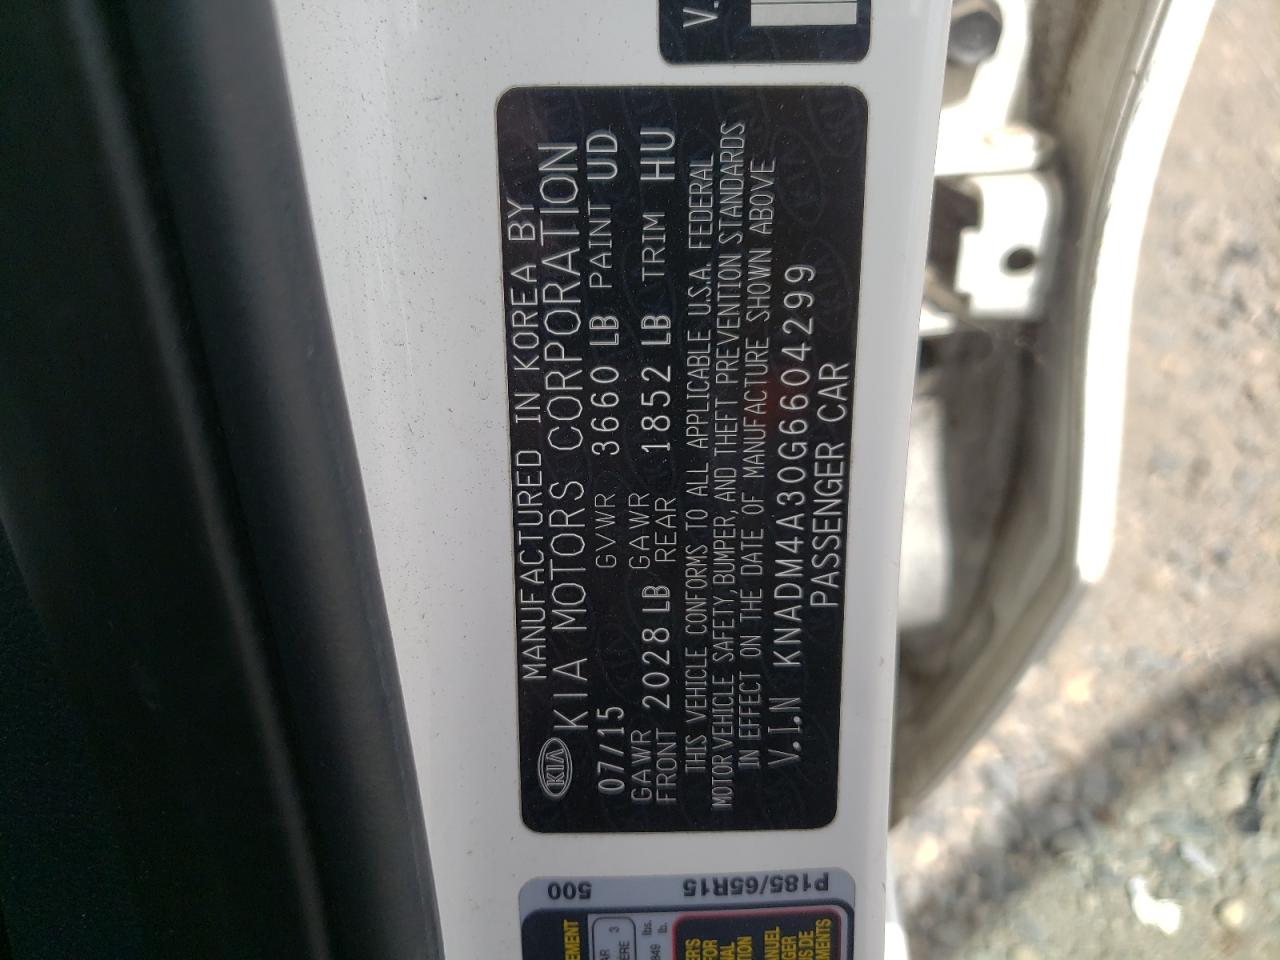 V.
KIA
MANUFACTURED IN KOREA BY
KIA MOTORS CORPORATION
07/15 GVWR 3660 LB PAINT UD
GAWR FRONT 2028 LB GAWR REAR 1852 LB TRIM HU
THIS VEHICLE CONFORMS TO ALL APPLICABLE U.S.A. FEDERAL
MOTOR VEHICLE SAFETY, BUMPER, AND THEFT PREVENTION STANDARDS
IN EFFECT ON THE DATE OF MANUFACTURE SHOWN ABOVE
V.I.N KNADM4A30G6604299
PASSENGER CAR
500
P185/65R15